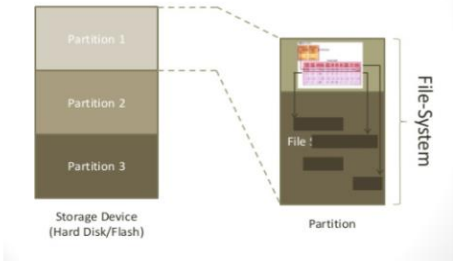 Partition 1
Partition 2
Partition 3
Storage Device
(Hard Disk/Flash)
File
Partition
File-System